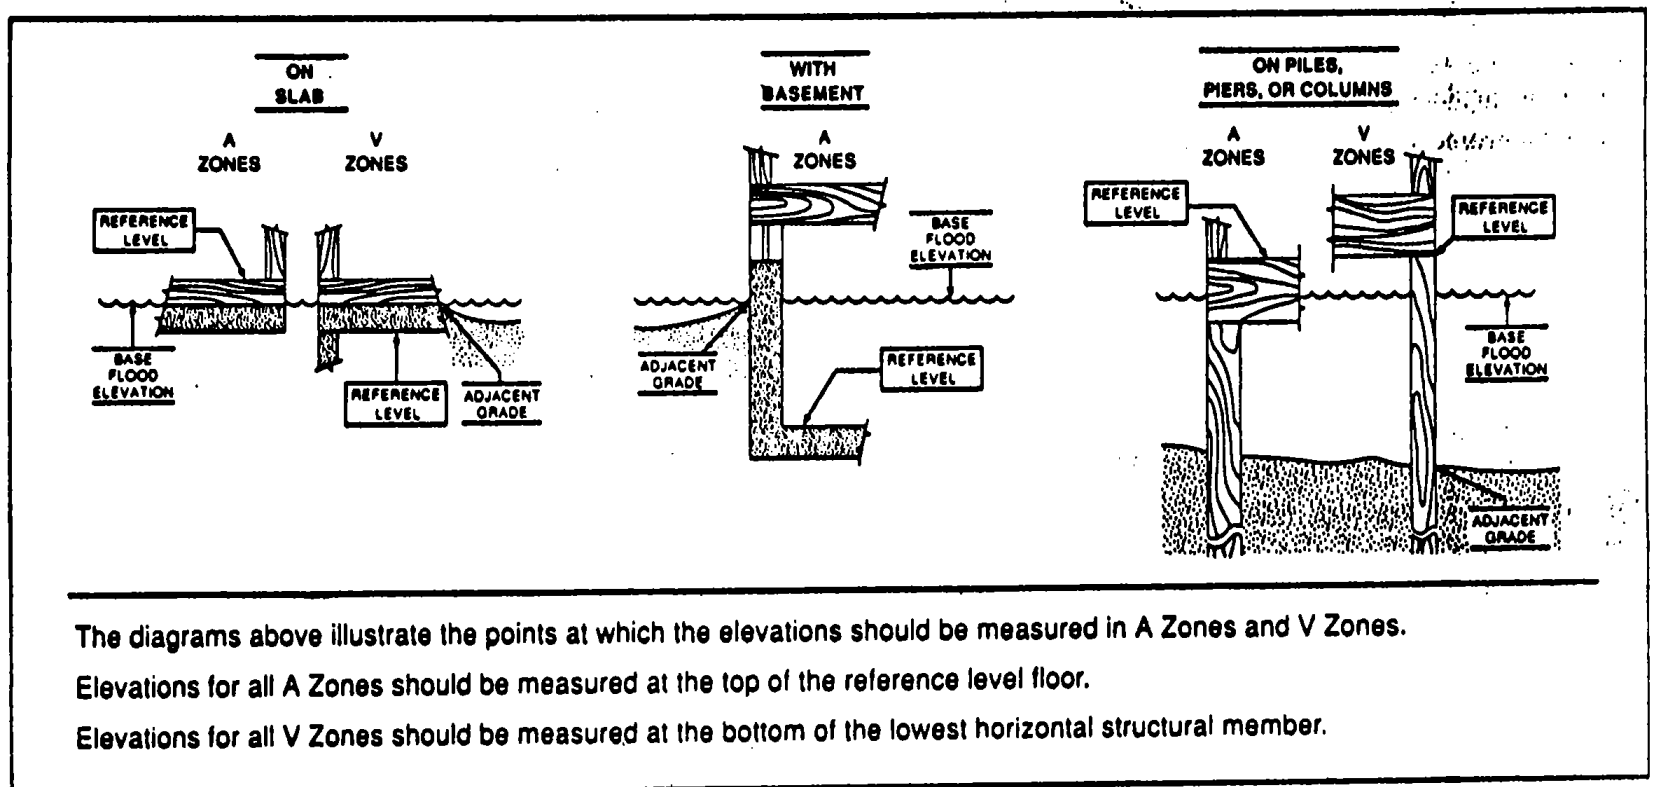 ON
SLAB
A
ZONES
V
ZONES
REFERENCE
LEVEL
BASE
FLOOD
ELEVATION
REFERENCE
LEVEL
ADJACENT
GRADE
WITH
BASEMENT
A
ZONES
BASE
FLOOD
ELEVATION
ADJACENT
GRADE
REFERENCE
LEVEL
ON PILES,
PIERS, OR COLUMNS
A
ZONES
V
ZONES
REFERENCE
LEVEL
REFERENCE
LEVEL
BASE
FLOOD
ELEVATION
ADJACENT
GRADE
The diagrams above illustrate the points at which the elevations should be measured in A Zones and V Zones.
Elevations for all A Zones should be measured at the top of the reference level floor.
Elevations for all V Zones should be measured at the bottom of the lowest horizontal structural member.